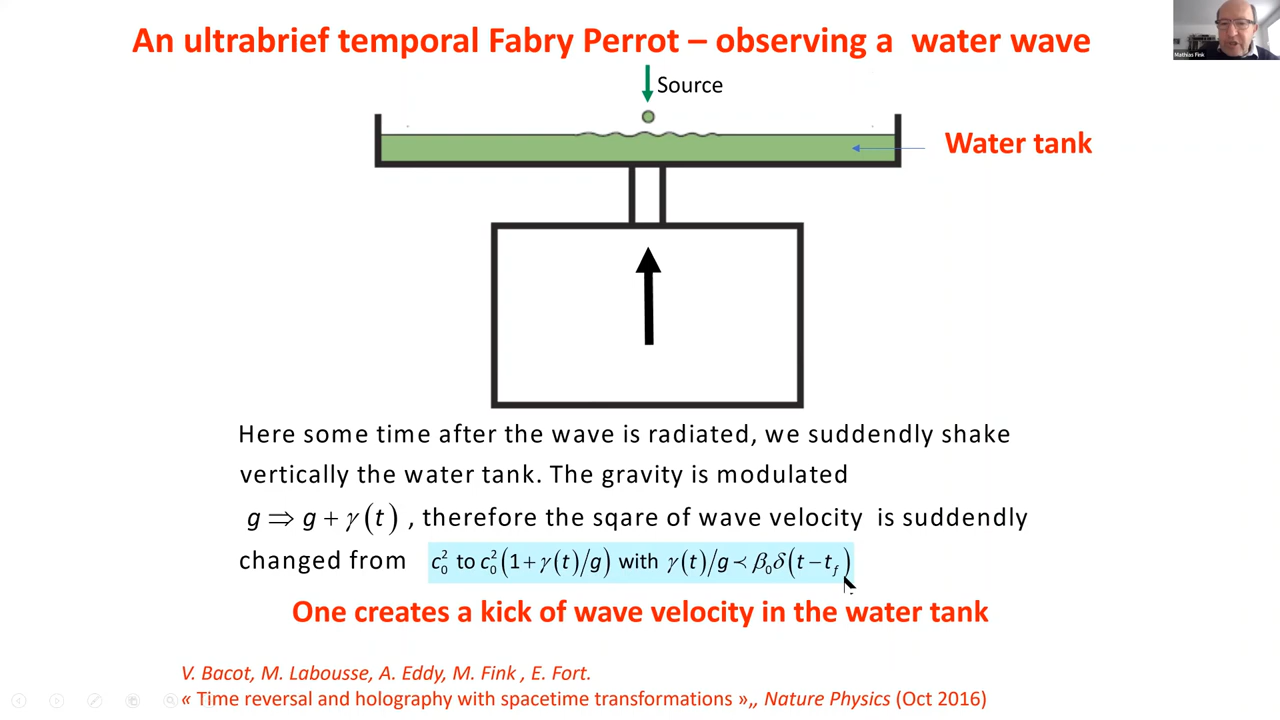 An ultrabrief temporal Fabry Perrot – observing a water wave
Mathias Fink
Source
Water tank
Here some time after the wave is radiated, we suddendly shake
vertically the water tank. The gravity is modulated
g ⇒ g + γ(t) , therefore the sqare of wave velocity is suddendly
changed from c₀² to c₀²(1+γ(t)/g) with γ(t)/g ≺ β₀δ(t−t_f)
One creates a kick of wave velocity in the water tank
V. Bacot, M. Labousse, A. Eddy, M. Fink , E. Fort.
« Time reversal and holography with spacetime transformations »,, Nature Physics (Oct 2016)